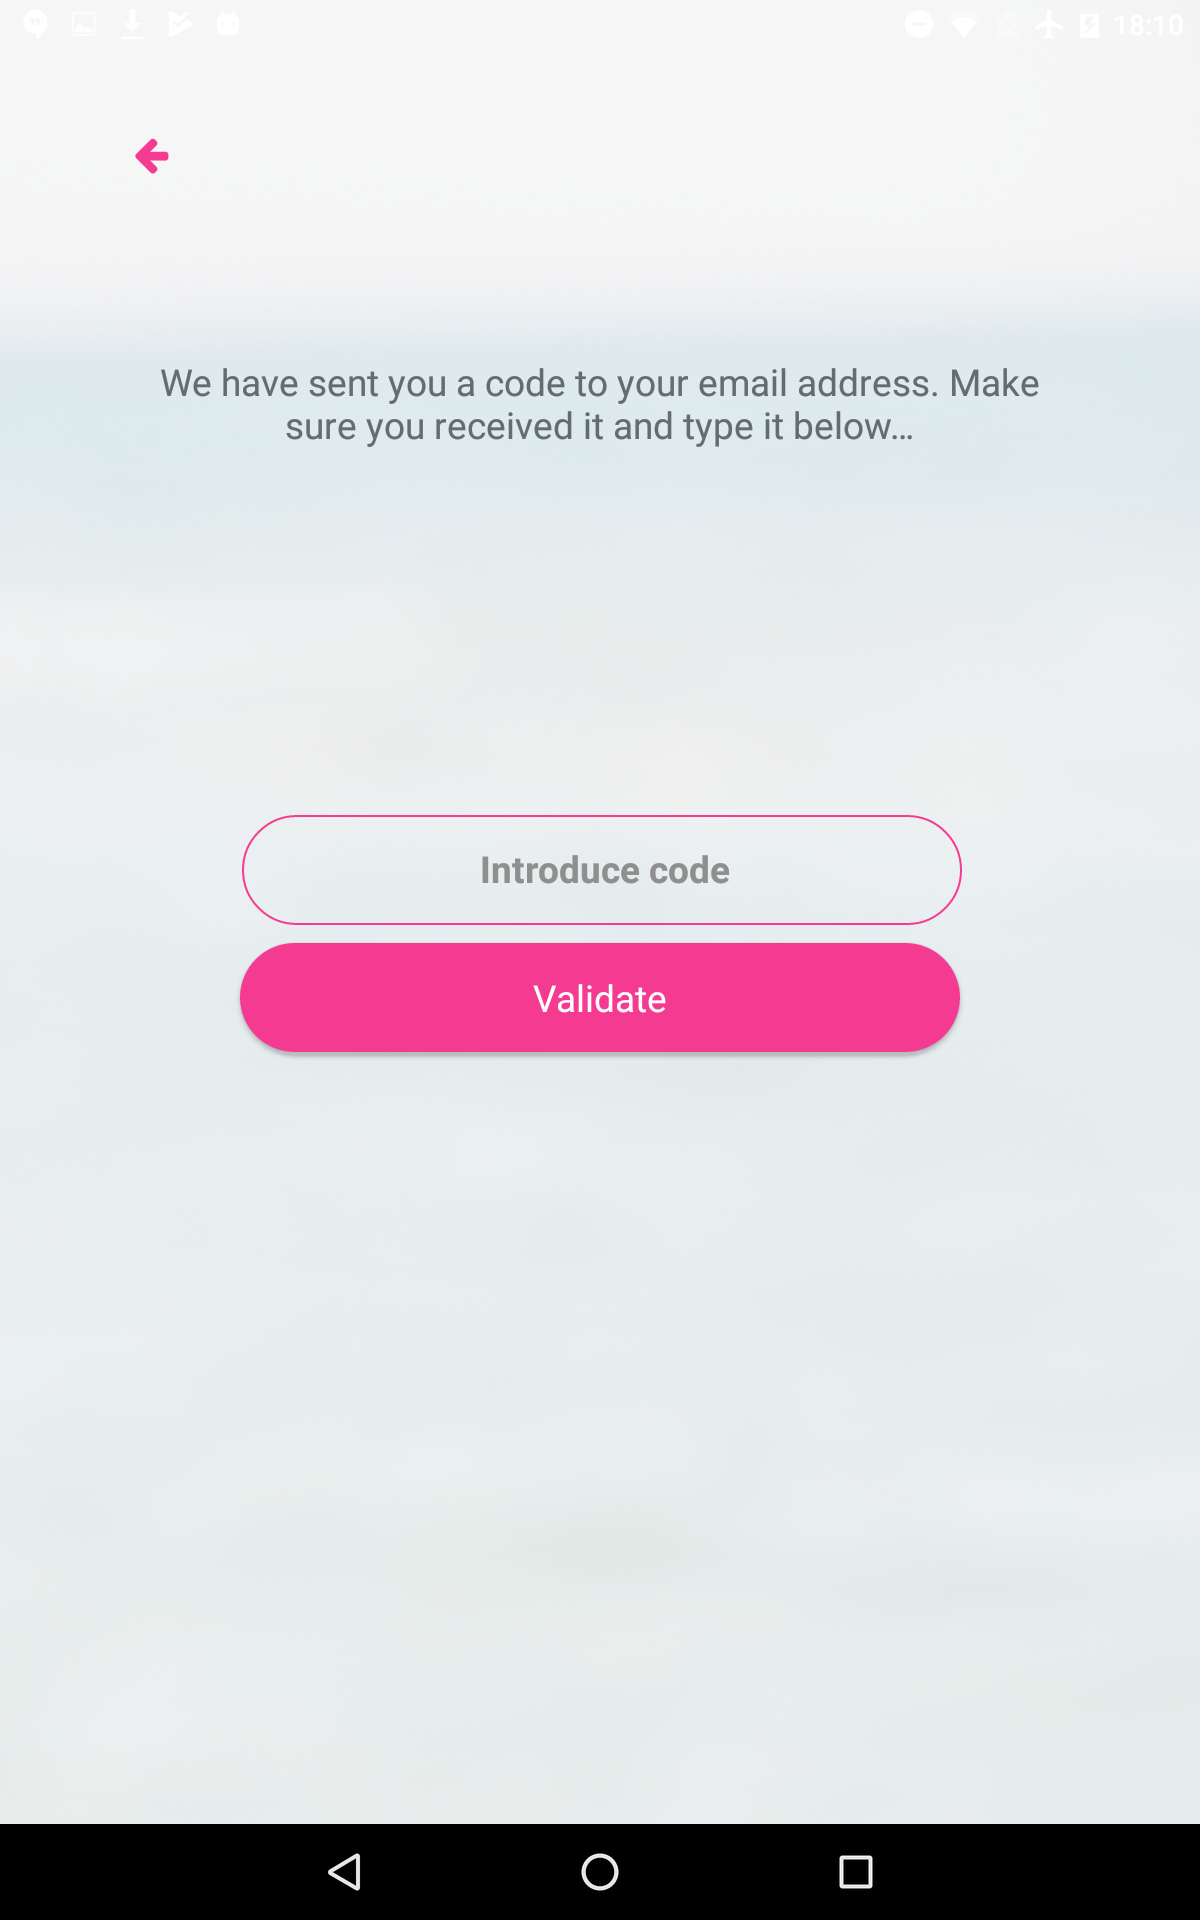 18:10
We have sent you a code to your email address. Make
sure you received it and type it below...
Introduce code
Validate